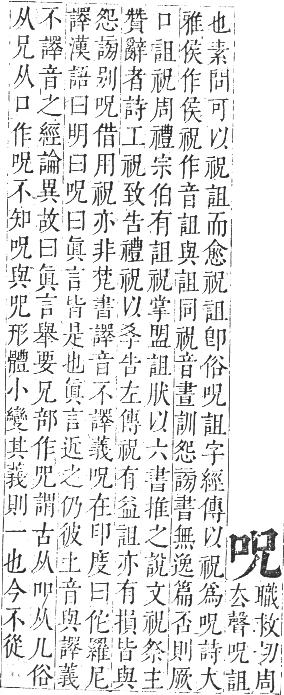 呪
職救切周
去聲呪詛
也素問可以祝詛而愈祝詛卽俗呪詛字經傳以祝爲呪詩大
雅侯作侯祝作音詛與詛同祝音晝訓怨謗書無逸篇否則厥
口詛祝周禮宗伯有詛祝掌盟詛狀以六書推之說文祝祭主
贊辭者詩工祝致告禮祝以孝告左傳祝有益詛亦有損皆與
怨謗別呪借用祝亦非梵書譯音不譯義呪在印度曰佗羅尼
譯漢語曰明曰呪曰眞言皆是也眞言近之仍彼土音與譯義
不譯音之經論異故曰眞言舉要兄部作咒謂古从吅从几俗
从兄从口作呪不知呪與咒形體小變其義則一也今不從